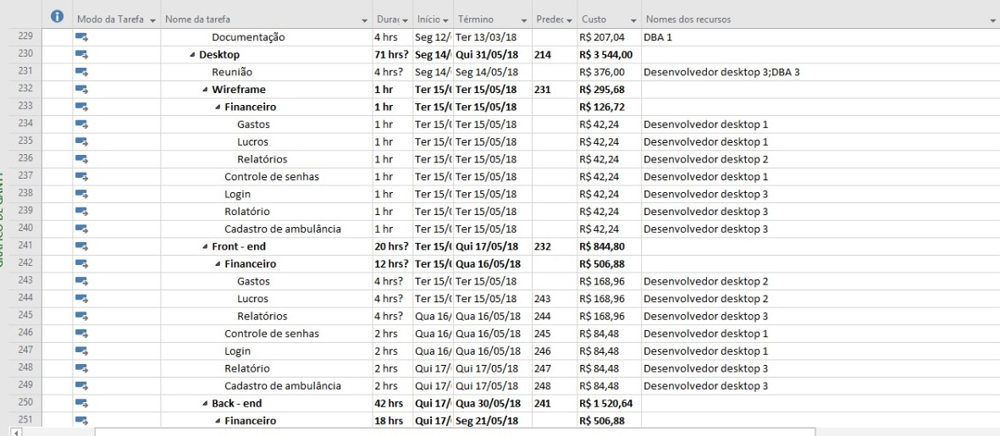 Modo da Tarefa Nome da tarefa Durac Início Término Predec Custo Nomes dos recursos
229 Documentação 4 hrs Seg 12/ Ter 13/03/18 R$ 207,04 DBA 1
230 Desktop 71 hrs? Seg 14/ Qui 31/05/18 214 R$ 3 544,00
231 Reunião 4 hrs? Seg 14/ Seg 14/05/18 R$ 376,00 Desenvolvedor desktop 3;DBA 3
232 Wireframe 1 hr Ter 15/ Ter 15/05/18 231 R$ 295,68
233 Financeiro 1 hr Ter 15/ Ter 15/05/18 R$ 126,72
234 Gastos 1 hr Ter 15/ Ter 15/05/18 R$ 42,24 Desenvolvedor desktop 1
235 Lucros 1 hr Ter 15/ Ter 15/05/18 R$ 42,24 Desenvolvedor desktop 1
236 Relatórios 1 hr Ter 15/ Ter 15/05/18 R$ 42,24 Desenvolvedor desktop 2
237 Controle de senhas 1 hr Ter 15/ Ter 15/05/18 R$ 42,24 Desenvolvedor desktop 1
238 Login 1 hr Ter 15/ Ter 15/05/18 R$ 42,24 Desenvolvedor desktop 3
239 Rolatório 1 hr Ter 15/ Ter 15/05/18 R$ 42,24 Desenvolvedor desktop 3
240 Cadastro de ambulância 1 hr Ter 15/ Ter 15/05/18 R$ 42,24 Desenvolvedor desktop 3
241 Front - end 20 hrs? Ter 15/ Qui 17/05/18 232 R$ 844,80
242 Financeiro 12 hrs? Ter 15/ Qua 16/05/18 R$ 506,88
243 Gastos 4 hrs? Ter 15/ Ter 15/05/18 R$ 168,96 Desenvolvedor desktop 2
244 Lucros 4 hrs? Ter 15/ Ter 15/05/18 243 R$ 168,96 Desenvolvedor desktop 2
245 Relatórios 4 hrs? Qua 16/ Qua 16/05/18 244 R$ 168,96 Desenvolvedor desktop 3
246 Controle de senhas 2 hrs Qua 16/ Qua 16/05/18 245 R$ 84,48 Desenvolvedor desktop 1
247 Login 2 hrs Qua 16/ Qua 16/05/18 246 R$ 84,48 Desenvolvedor desktop 1
248 Relatório 2 hrs Qui 17/ Qui 17/05/18 247 R$ 84,48 Desenvolvedor desktop 3
249 Cadastro de ambulância 2 hrs Qui 17/ Qui 17/05/18 248 R$ 84,48 Desenvolvedor desktop 3
250 Back - end 42 hrs Qui 17/ Qua 30/05/18 241 R$ 1 520,64
251 Financeiro 18 hrs Qui 17/ Seg 21/05/18 R$ 506,88